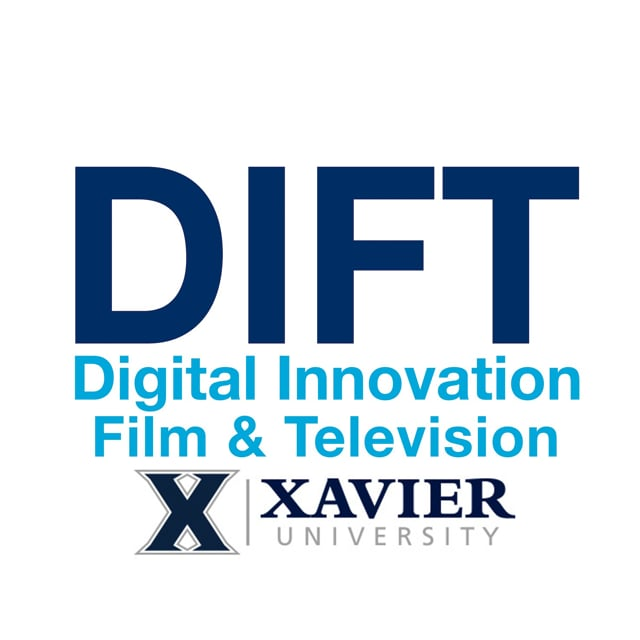 DIFT
Digital Innovation
Film & Television
X XAVIER
UNIVERSITY